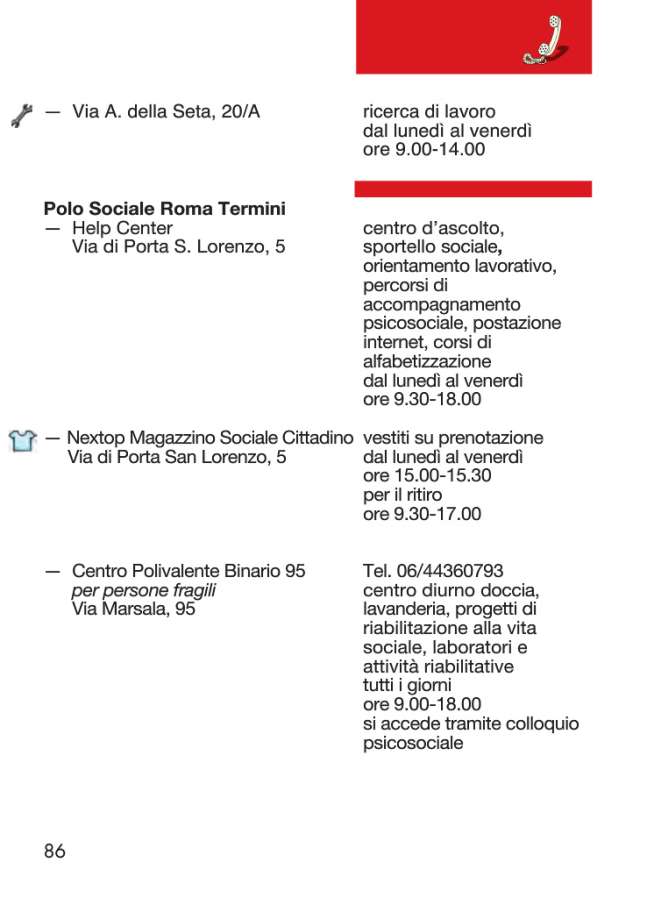 — Via A. della Seta, 20/A
ricerca di lavoro
dal lunedì al venerdì
ore 9.00-14.00
Polo Sociale Roma Termini
— Help Center
Via di Porta S. Lorenzo, 5
centro d’ascolto,
sportello sociale,
orientamento lavorativo,
percorsi di
accompagnamento
psicosociale, postazione
internet, corsi di
alfabetizzazione
dal lunedì al venerdì
ore 9.30-18.00
— Nextop Magazzino Sociale Cittadino
Via di Porta San Lorenzo, 5
vestiti su prenotazione
dal lunedì al venerdì
ore 15.00-15.30
per il ritiro
ore 9.30-17.00
— Centro Polivalente Binario 95
per persone fragili
Via Marsala, 95
Tel. 06/44360793
centro diurno doccia,
lavanderia, progetti di
riabilitazione alla vita
sociale, laboratori e
attività riabilitative
tutti i giorni
ore 9.00-18.00
si accede tramite colloquio
psicosociale
86